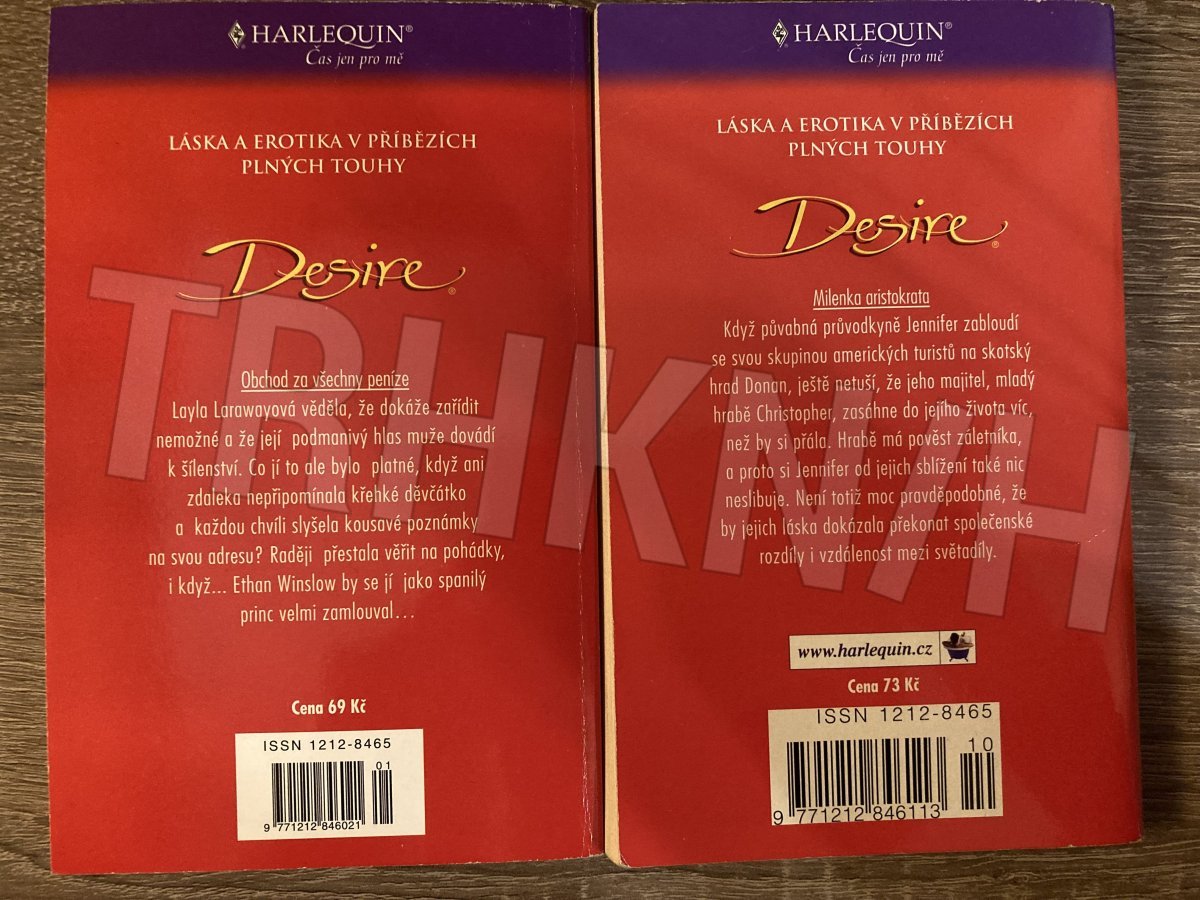 HARLEQUIN®
Čas jen pro mě
LÁSKA A EROTIKA V PŘÍBĚZÍCH
PLNÝCH TOUHY
Desire®
Obchod za všechny peníze
Layla Larawayová věděla, že dokáže zařídit
nemožné a že její podmanivý hlas muže dovádí
k šílenství. Co jí to ale bylo platné, když ani
zdaleka nepřipomínala křehké děvčátko
a každou chvíli slyšela kousavé poznámky
na svou adresu? Raději přestala věřit na pohádky,
i když... Ethan Winslow by se jí jako spanilý
princ velmi zamlouval...
Cena 69 Kč
ISSN 1212-8465
01
9 771212 846021
HARLEQUIN®
Čas jen pro mě
LÁSKA A EROTIKA V PŘÍBĚZÍCH
PLNÝCH TOUHY
Desire®
Milenka aristokrata
Když půvabná průvodkyně Jennifer zabloudí
se svou skupinou amerických turistů na skotský
hrad Donan, ještě netuší, že jeho majitel, mladý
hrabě Christopher, zasáhne do jejího života víc,
než by si přála. Hrabě má pověst záletníka,
a proto si Jennifer od jejich sblížení také nic
neslibuje. Není totiž moc pravděpodobné, že
by jejich láska dokázala překonat společenské
rozdíly i vzdálenost mezi světadíly.
www.harlequin.cz
Cena 73 Kč
ISSN 1212-8465
10
9 771212 846113
TRHKNIH